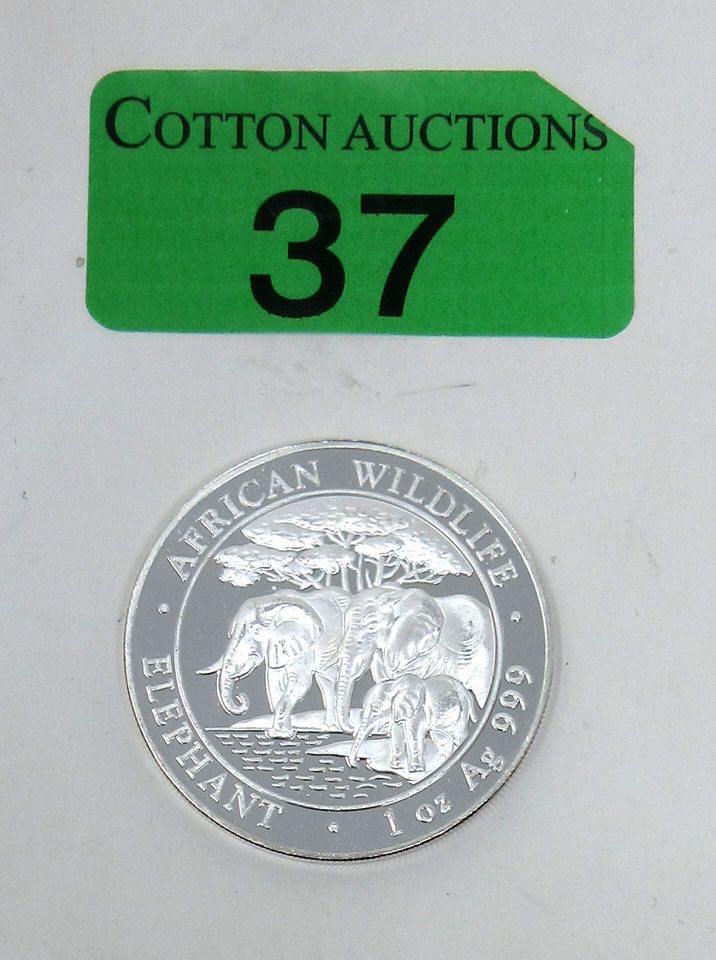 COTTON AUCTIONS
37
AFRICAN WILDLIFE
ELEPHANT
1 oz Ag 999